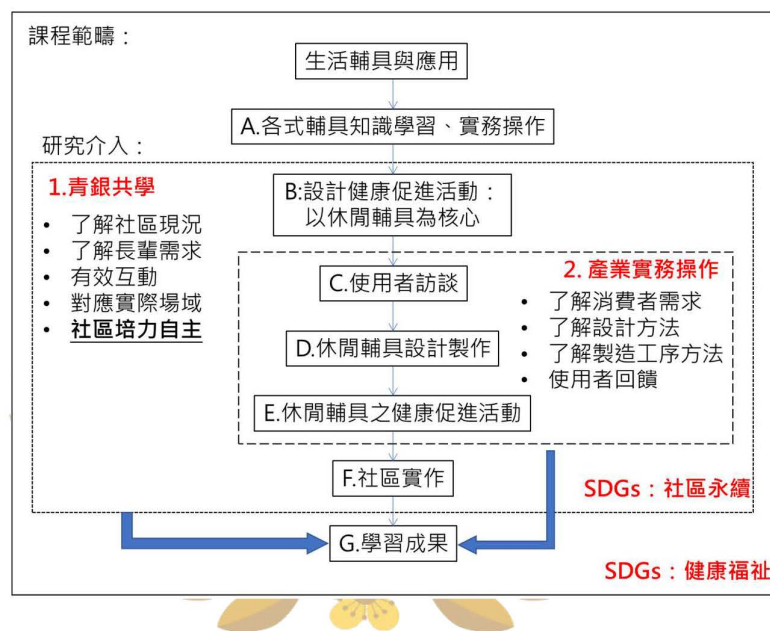 課程範疇：
生活輔具與應用
A.各式輔具知識學習、實務操作
研究介入：
1.青銀共學
• 了解社區現況
• 了解長輩需求
• 有效互動
• 對應實際場域
• 社區培力自主
B:設計健康促進活動：
以休閒輔具為核心
2. 產業實務操作
• 了解消費者需求
• 了解設計方法
• 了解製造工序方法
• 使用者回饋
C.使用者訪談
D.休閒輔具設計製作
E.休閒輔具之健康促進活動
F.社區實作
SDGs：社區永續
G.學習成果
SDGs：健康福祉